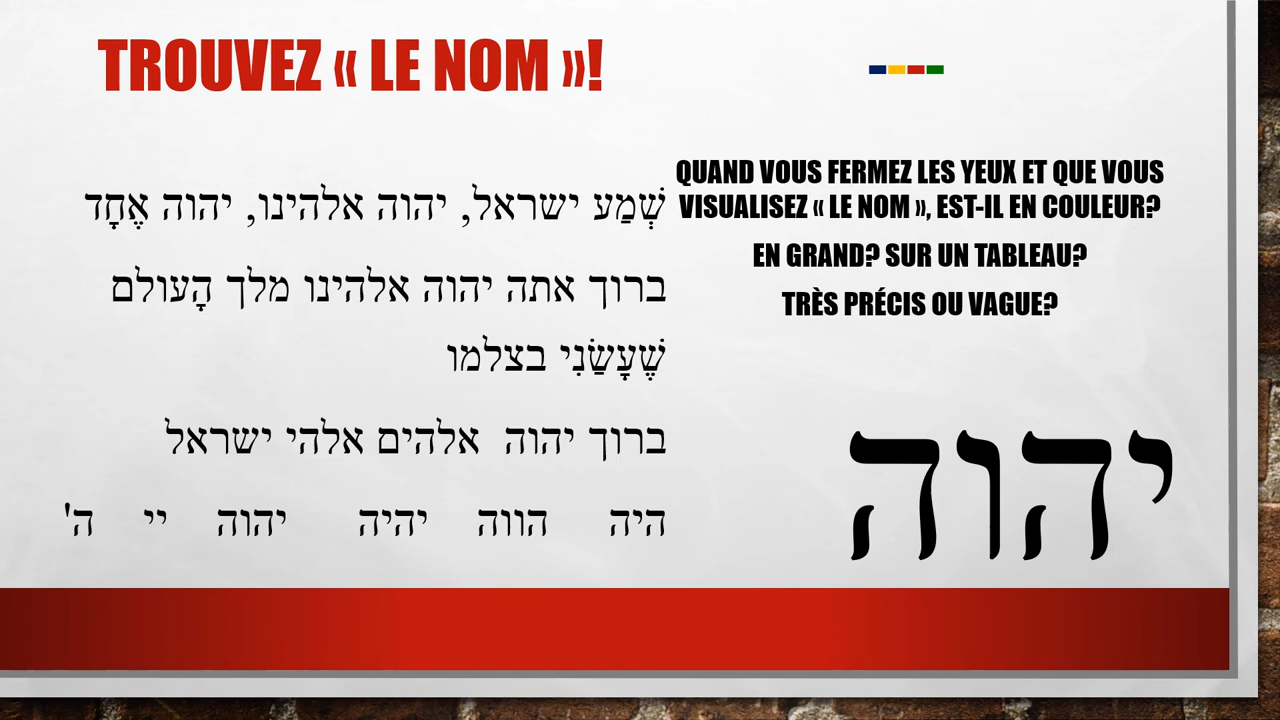 TROUVEZ « LE NOM »!
שְׁמַע ישראל, יהוה אלהינו, יהוה אֶחָד
ברוך אתה יהוה אלהינו מלך הָעולם
שֶׁעָשַׂנִי בצלמו
ברוך יהוה אלהים אלהי ישראל
היה הווה יהיה יהוה יי ה'
QUAND VOUS FERMEZ LES YEUX ET QUE VOUS
VISUALISEZ « LE NOM », EST-IL EN COULEUR?
EN GRAND? SUR UN TABLEAU?
TRÈS PRÉCIS OU VAGUE?
יהוה